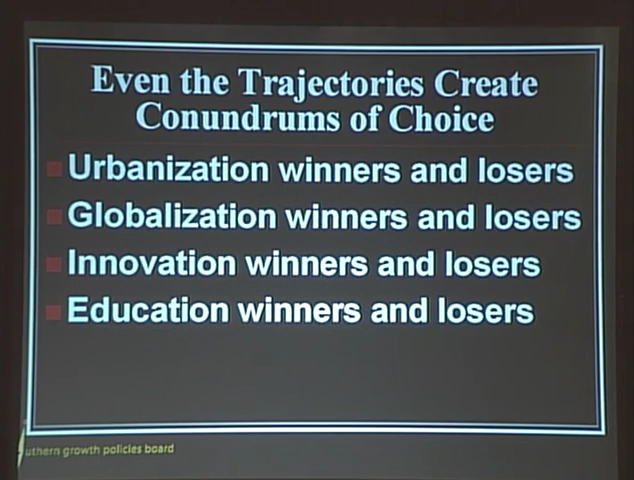 Even the Trajectories Create
Conundrums of Choice
Urbanization winners and losers
Globalization winners and losers
Innovation winners and losers
Education winners and losers
uthern growth policies board